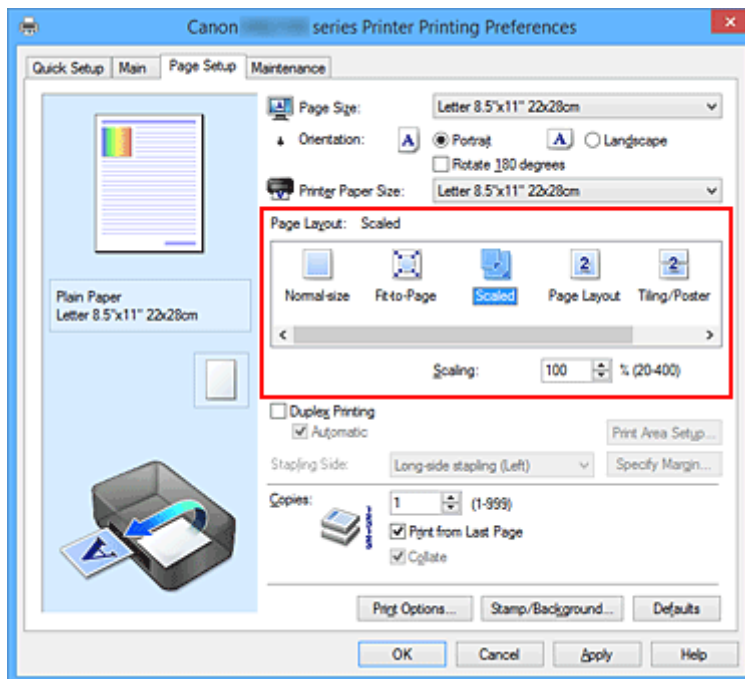 Canon series Printer Printing Preferences
Quick Setup Main Page Setup Maintenance
Page Size: Letter 8.5"x11" 22x28cm
Orientation: A Portrait A Landscape
Rotate 180 degrees
Printer Paper Size: Letter 8.5"x11" 22x28cm
Page Layout: Scaled
Normal-size Fit-to-Page Scaled Page Layout Tiling/Poster
Scaling: 100 % (20-400)
Plain Paper
Letter 8.5"x11" 22x28cm
Duplex Printing
Automatic Print Area Setup...
Stapling Side: Long-side stapling (Left) Specify Margin...
Copies: 1 (1-999)
Print from Last Page
Collate
Print Options... Stamp/Background... Defaults
OK Cancel Apply Help